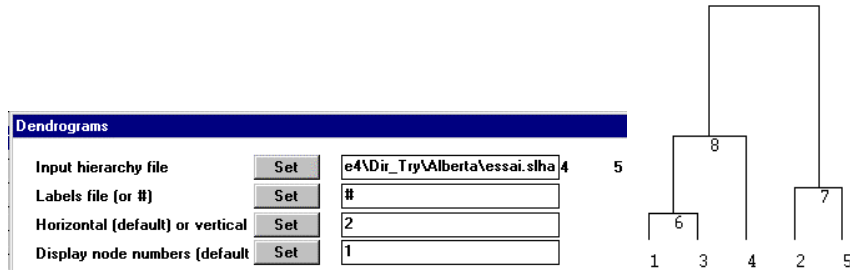 Dendrograms
Input hierarchy file Set e4\Dir_Try\Alberta\essai.slha 4 5
Labels file (or #) Set #
Horizontal (default) or vertical Set 2
Display node numbers (default Set 1
8
7
6
1 3 4 2 5